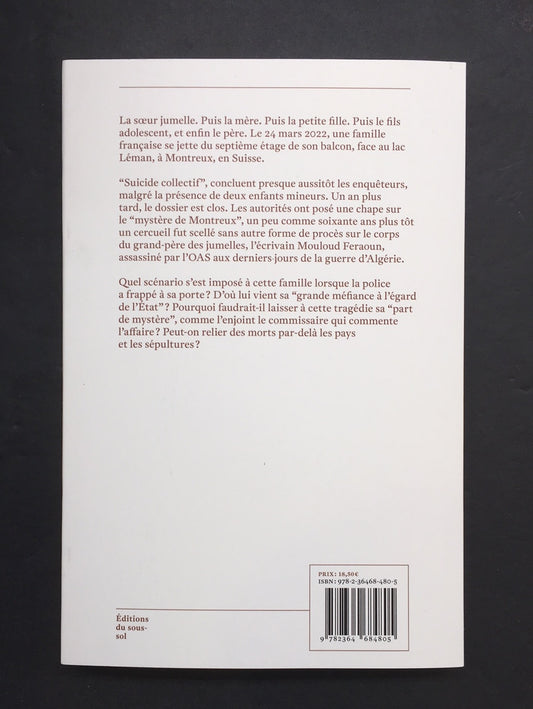 La sœur jumelle. Puis la mère. Puis la petite fille. Puis le fils
adolescent, et enfin le père. Le 24 mars 2022, une famille
française se jette du septième étage de son balcon, face au lac
Léman, à Montreux, en Suisse.
“Suicide collectif”, concluent presque aussitôt les enquêteurs,
malgré la présence de deux enfants mineurs. Un an plus
tard, le dossier est clos. Les autorités ont posé une chape sur
le “mystère de Montreux”, un peu comme soixante ans plus tôt
un cercueil fut scellé sans autre forme de procès sur le corps
du grand-père des jumelles, l’écrivain Mouloud Feraoun,
assassiné par l’OAS aux derniers jours de la guerre d’Algérie.
Quel scénario s’est imposé à cette famille lorsque la police
a frappé à sa porte ? D’où lui vient sa “grande méfiance à l’égard
de l’État” ? Pourquoi faudrait-il laisser à cette tragédie sa “part
de mystère”, comme l’enjoint le commissaire qui commente
l’affaire ? Peut-on relier des morts par-delà les pays
et les sépultures ?
PRIX : 18,50 €
ISBN : 978-2-36468-480-5
9 782364 684805
Éditions
du sous-
sol